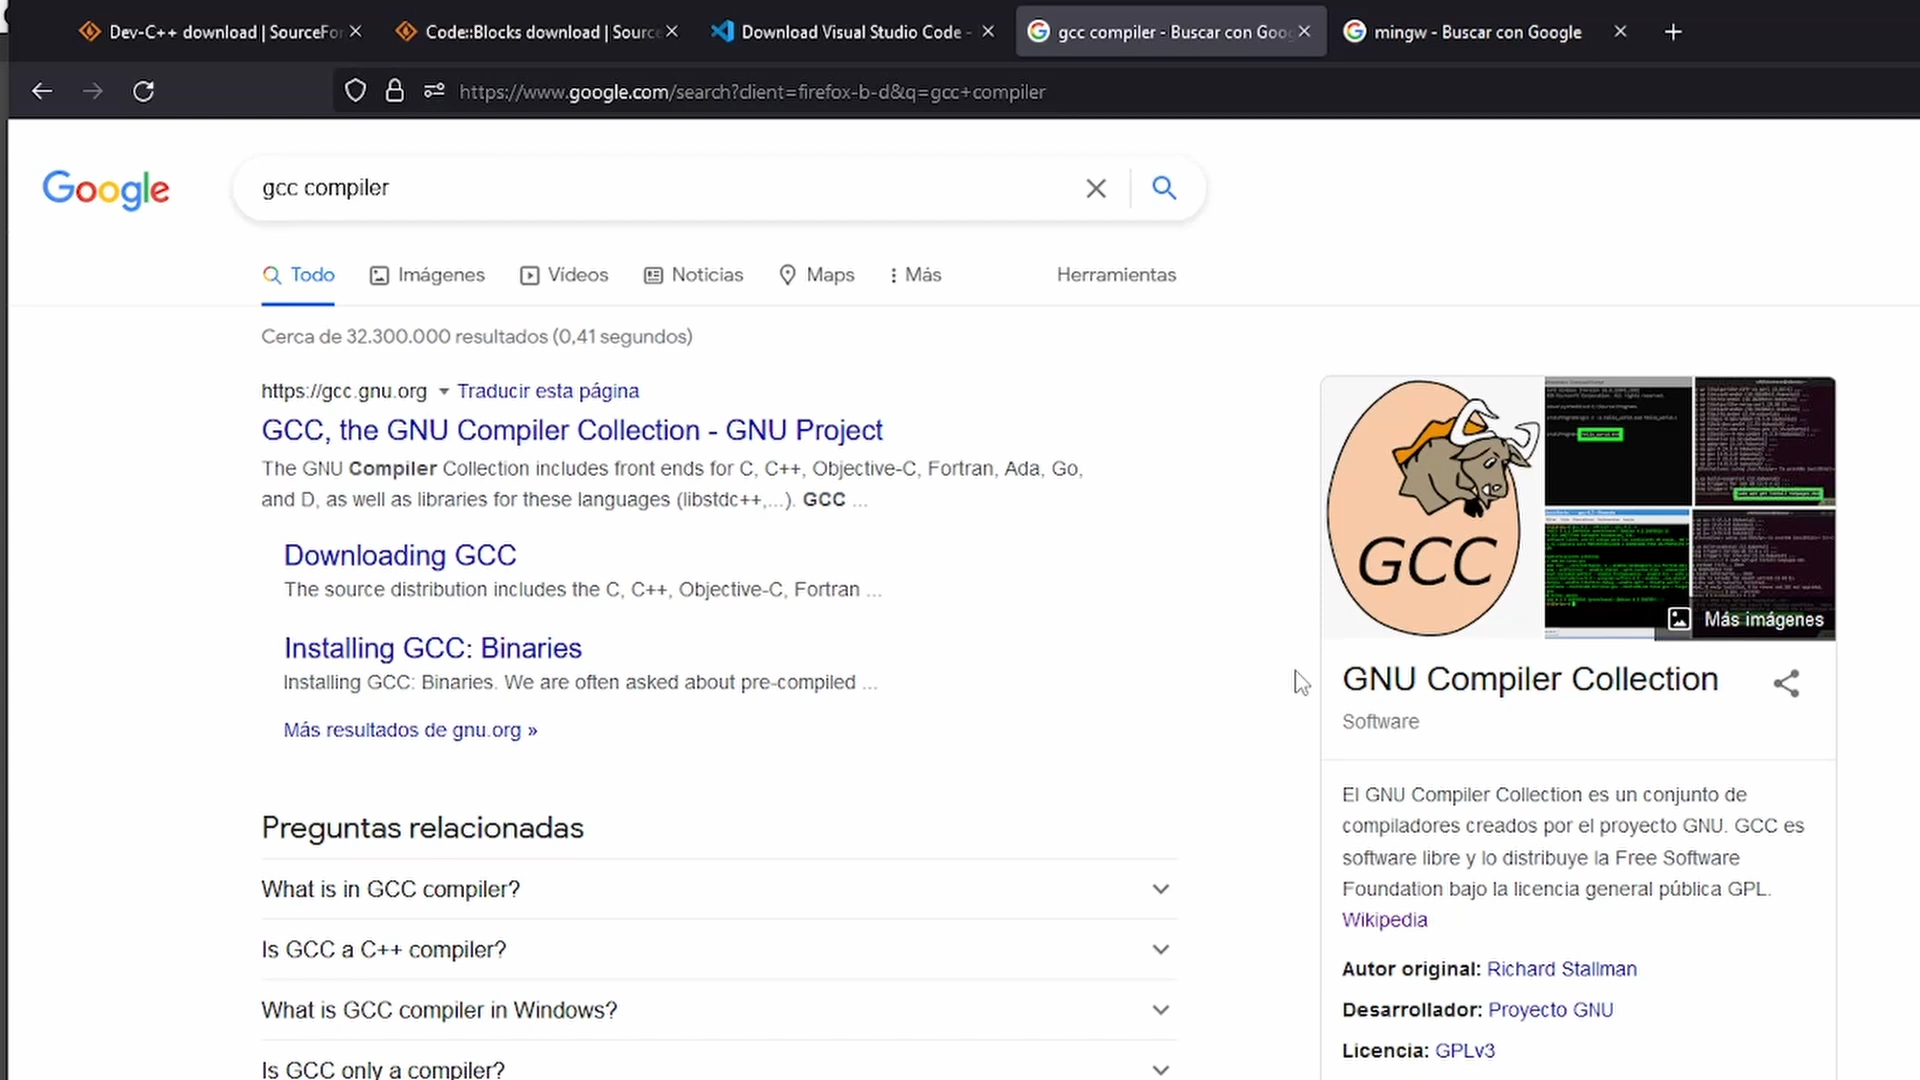 Dev-C++ download | SourceFor
Code::Blocks download | Source
Download Visual Studio Code -
gcc compiler - Buscar con Goog
mingw - Buscar con Google
https://www.google.com/search?client=firefox-b-d&q=gcc+compiler
Google
gcc compiler
Todo
Imágenes
Vídeos
Noticias
Maps
Más
Herramientas
Cerca de 32.300.000 resultados (0,41 segundos)
https://gcc.gnu.org
Traducir esta página
GCC, the GNU Compiler Collection - GNU Project
The GNU Compiler Collection includes front ends for C, C++, Objective-C, Fortran, Ada, Go,
and D, as well as libraries for these languages (libstdc++,...). GCC ...
Downloading GCC
The source distribution includes the C, C++, Objective-C, Fortran ...
Installing GCC: Binaries
Installing GCC: Binaries. We are often asked about pre-compiled ...
Más resultados de gnu.org »
Preguntas relacionadas
What is in GCC compiler?
Is GCC a C++ compiler?
What is GCC compiler in Windows?
Is GCC only a compiler?
GCC
Más imágenes
GNU Compiler Collection
Software
El GNU Compiler Collection es un conjunto de
compiladores creados por el proyecto GNU. GCC es
software libre y lo distribuye la Free Software
Foundation bajo la licencia general pública GPL.
Wikipedia
Autor original: Richard Stallman
Desarrollador: Proyecto GNU
Licencia: GPLv3